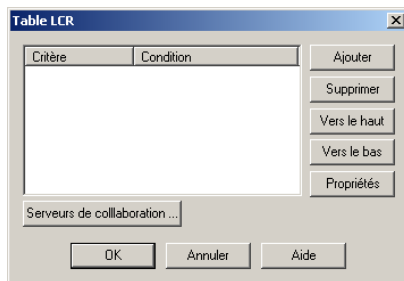 Table LCR
Critère Condition
Ajouter
Supprimer
Vers le haut
Vers le bas
Propriétés
Serveurs de colllaboration ...
OK Annuler Aide